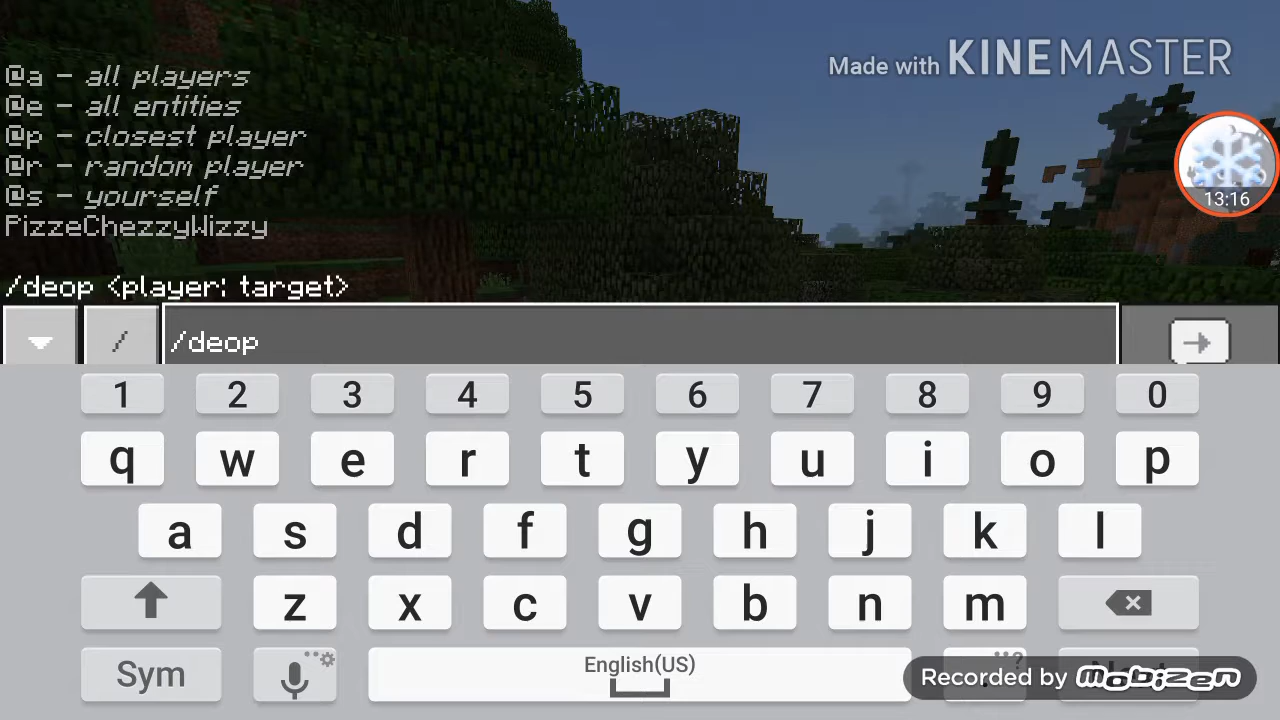 @a - all players
@e - all entities
@p - closest player
@r - random player
@s - yourself
PizzeChezzyWizzy
/deop <player: target>
/ /deop
Made with KINEMASTER
13:16
1 2 3 4 5 6 7 8 9 0
q w e r t y u i o p
a s d f g h j k l
z x c v b n m
Sym English(US)
Recorded by mobizen